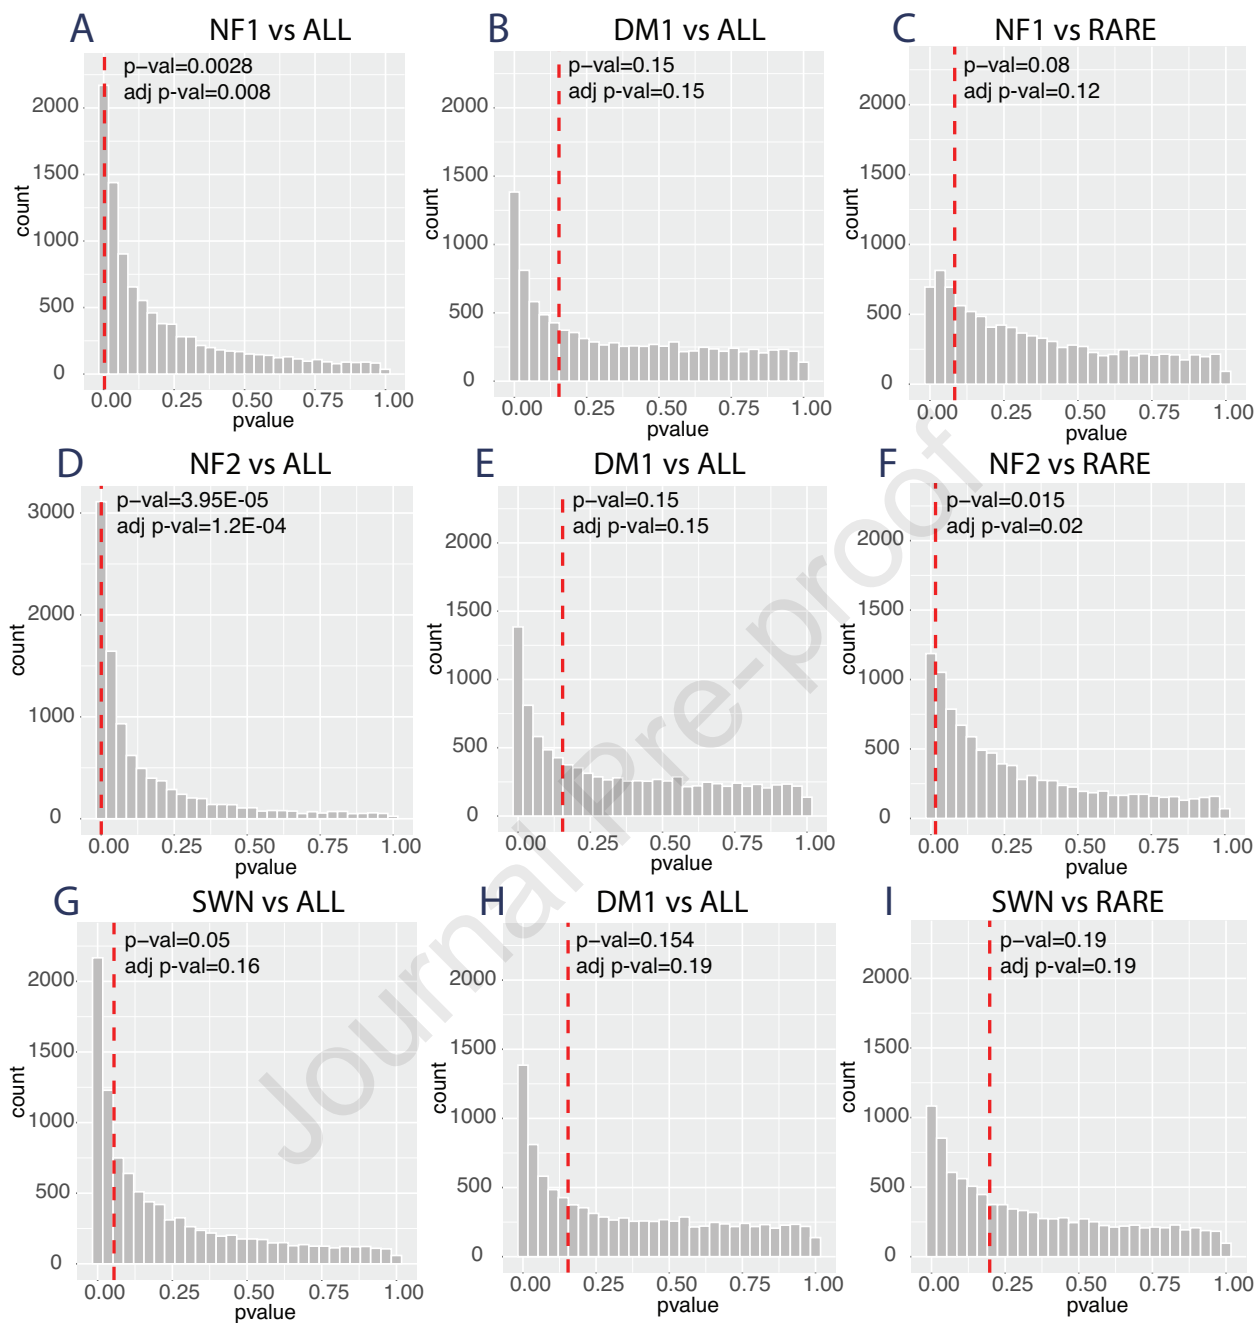 A NF1 vs ALL
p-val=0.0028
adj p-val=0.008
count
2000
1500
1000
500
0
0.00 0.25 0.50 0.75 1.00
pvalue
B DM1 vs ALL
p-val=0.15
adj p-val=0.15
count
2000
1500
1000
500
0
0.00 0.25 0.50 0.75 1.00
pvalue
C NF1 vs RARE
p-val=0.08
adj p-val=0.12
count
2000
1500
1000
500
0
0.00 0.25 0.50 0.75 1.00
pvalue
D NF2 vs ALL
p-val=3.95E-05
adj p-val=1.2E-04
count
3000
2000
1000
0
0.00 0.25 0.50 0.75 1.00
pvalue
E DM1 vs ALL
p-val=0.15
adj p-val=0.15
count
2000
1500
1000
500
0
0.00 0.25 0.50 0.75 1.00
pvalue
F NF2 vs RARE
p-val=0.015
adj p-val=0.02
count
2000
1500
1000
500
0
0.00 0.25 0.50 0.75 1.00
pvalue
G SWN vs ALL
p-val=0.05
adj p-val=0.16
count
2000
1500
1000
500
0
0.00 0.25 0.50 0.75 1.00
pvalue
H DM1 vs ALL
p-val=0.154
adj p-val=0.19
count
2000
1500
1000
500
0
0.00 0.25 0.50 0.75 1.00
pvalue
I SWN vs RARE
p-val=0.19
adj p-val=0.19
count
2000
1500
1000
500
0
0.00 0.25 0.50 0.75 1.00
pvalue
Journal Pre-proof